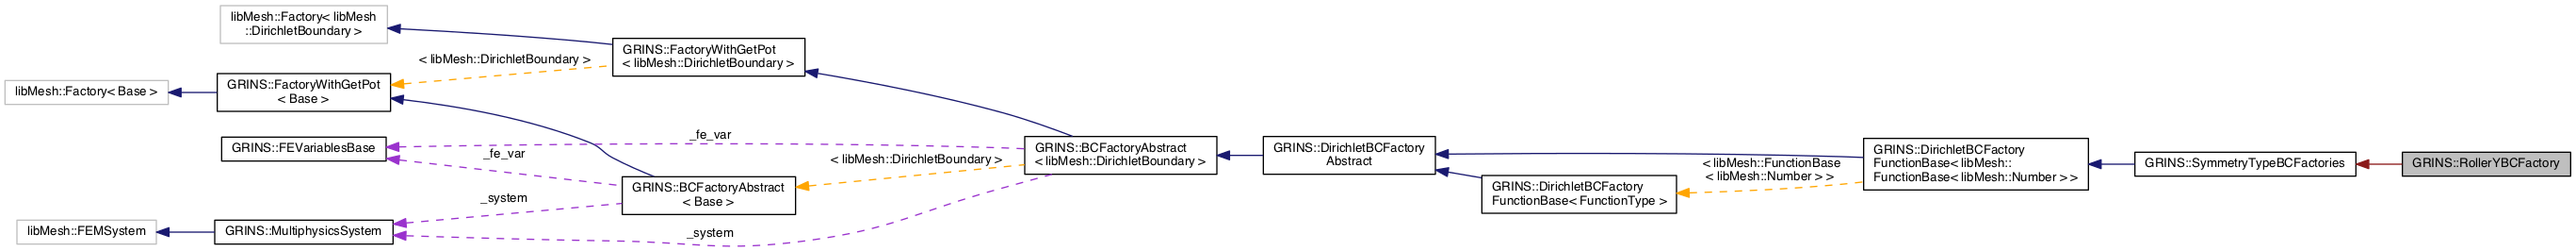 libMesh::Factory< libMesh
::DirichletBoundary >
GRINS::FactoryWithGetPot
< libMesh::DirichletBoundary >
< libMesh::DirichletBoundary >
libMesh::Factory< Base >
GRINS::FactoryWithGetPot
< Base >
_fe_var
GRINS::FEVariablesBase
_fe_var
GRINS::BCFactoryAbstract
< libMesh::DirichletBoundary >
< libMesh::DirichletBoundary >
GRINS::DirichletBCFactory
Abstract
GRINS::DirichletBCFactory
FunctionBase< libMesh::
FunctionBase< libMesh::Number > >
< libMesh::FunctionBase
< libMesh::Number > >
GRINS::SymmetryTypeBCFactories
GRINS::RollerYBCFactory
GRINS::BCFactoryAbstract
< Base >
GRINS::DirichletBCFactory
FunctionBase< FunctionType >
_system
libMesh::FEMSystem
GRINS::MultiphysicsSystem
_system